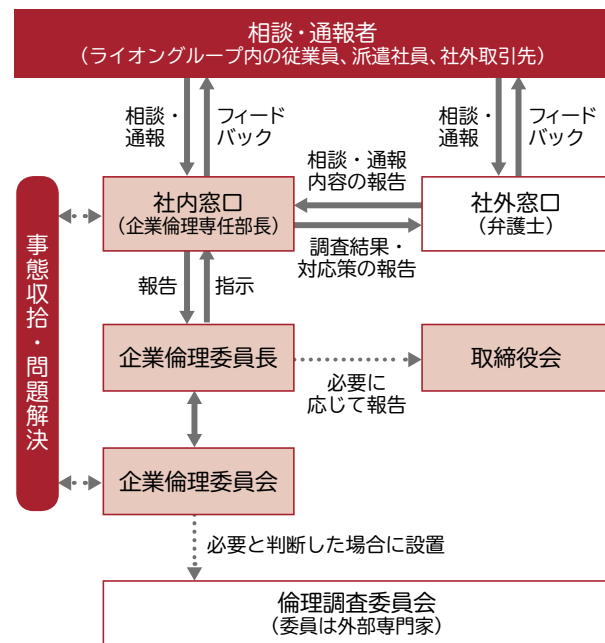 相談・通報者
（ライオングループ内の従業員、派遣社員、社外取引先）
相談・
通報
フィード
バック
相談・
通報
フィード
バック
相談・通報
内容の報告
社内窓口
（企業倫理専任部長）
社外窓口
（弁護士）
調査結果・
対応策の報告
事態収拾・問題解決
報告
指示
企業倫理委員長
取締役会
必要に
応じて報告
企業倫理委員会
必要と判断した場合に設置
倫理調査委員会
（委員は外部専門家）